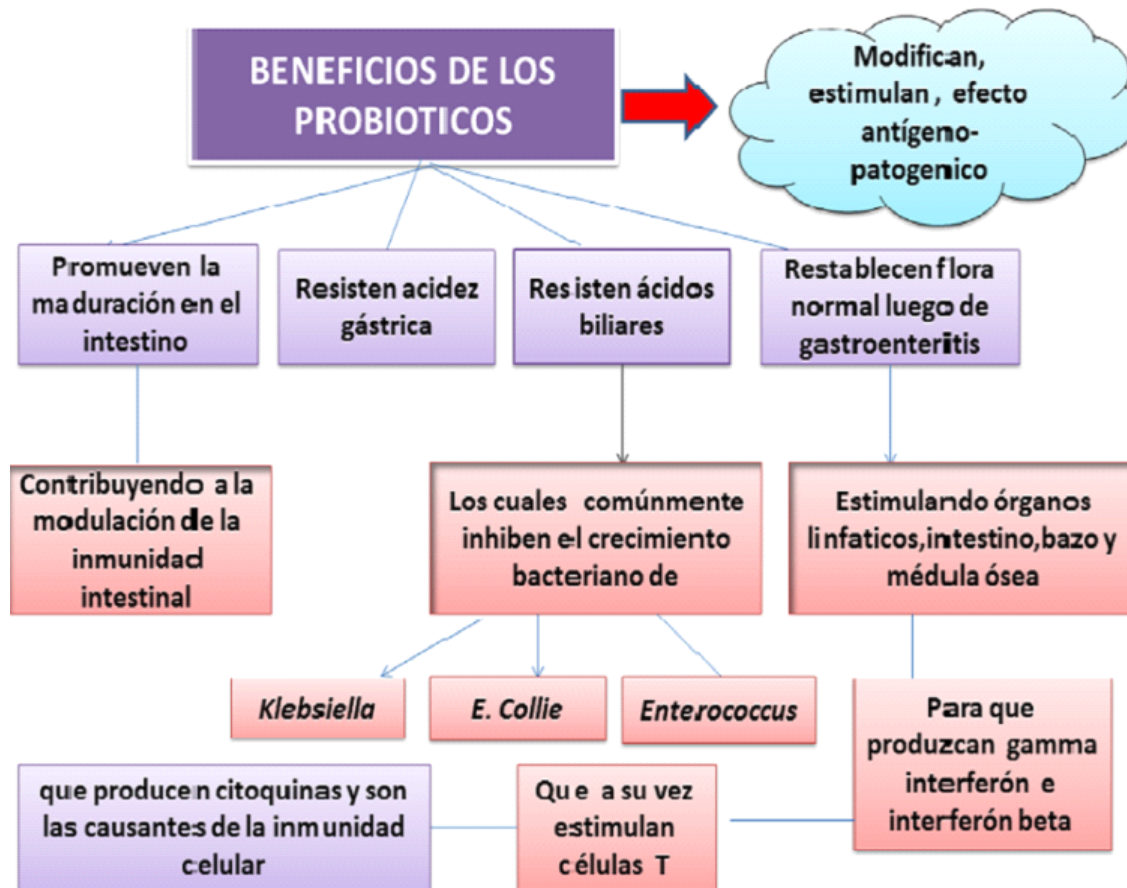 BENEFICIOS DE LOS
PROBIOTICOS
Modifican,
estimulan, efecto
antígeno-
patogenico
Promueven la
maduración en el
intestino
Resisten acidez
gástrica
Resisten ácidos
biliares
Restablecen flora
normal luego de
gastroenteritis
Contribuyendo a la
modulación de la
inmunidad
intestinal
Los cuales comúnmente
inhiben el crecimiento
bacteriano de
Estimulando órganos
linfaticos,intestino,bazo y
médula ósea
Klebsiella
E. Collie
Enterococcus
Para que
produzcan gamma
interferón e
interferón beta
Que a su vez
estimulan
células T
que producen citoquinas y son
las causantes de la inmunidad
celular